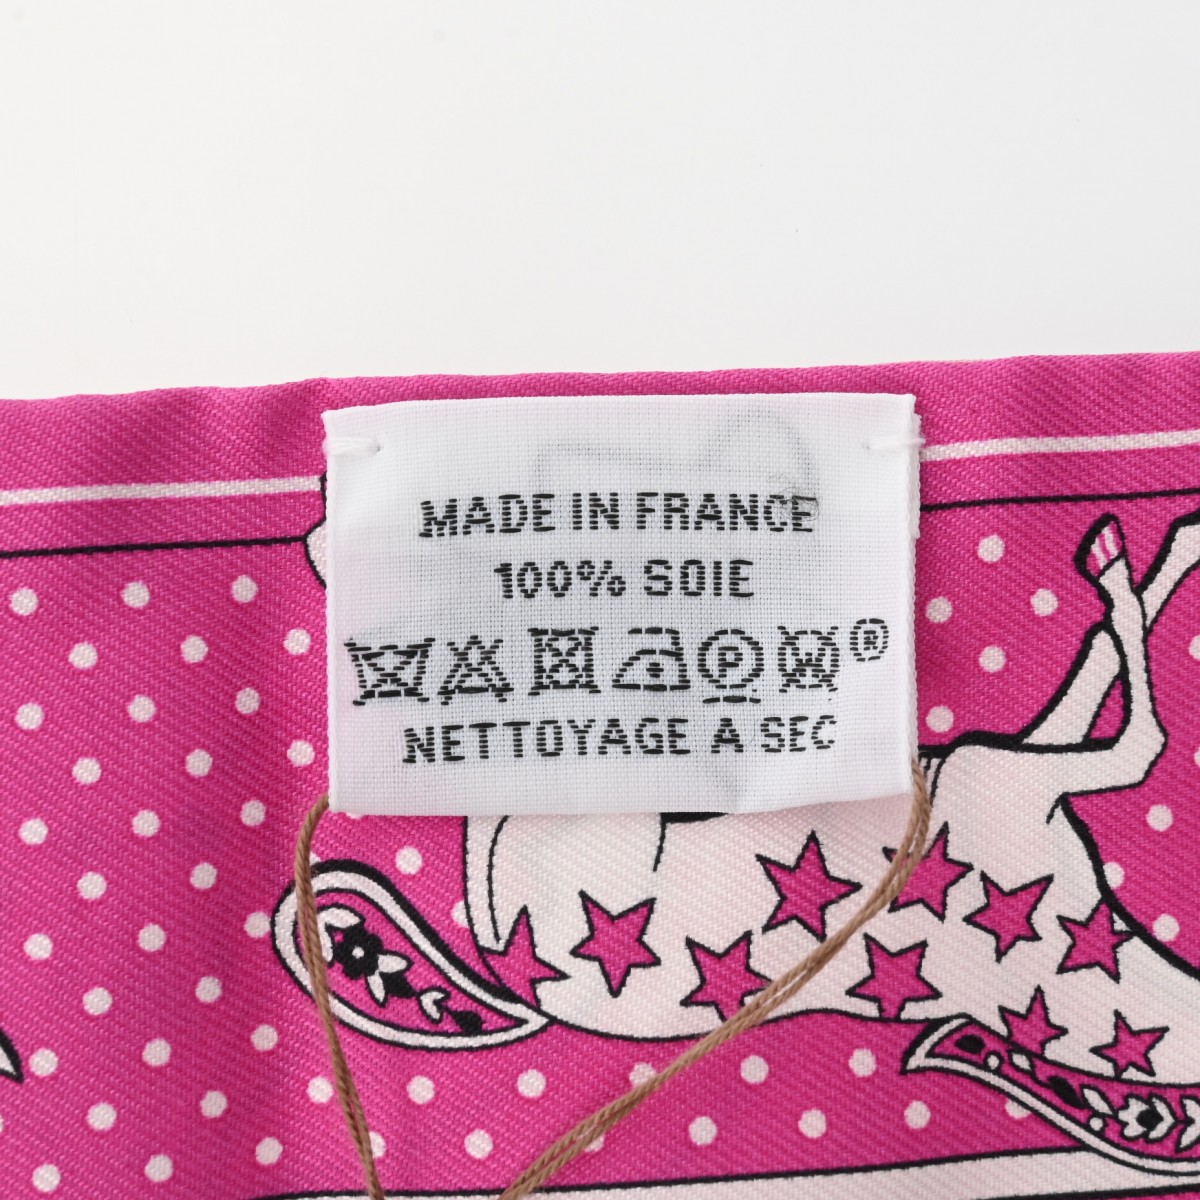 MADE IN FRANCE
100% SOIE
P W ®
NETTOYAGE A SEC